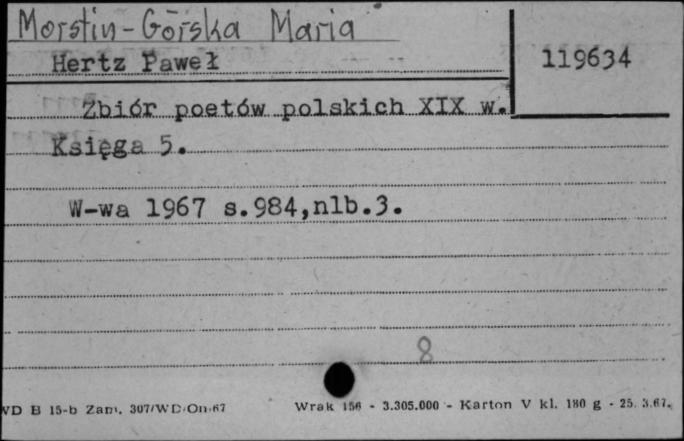 Morstin-Górska Maria
Hertz Paweł
119634
Zbiór poetów polskich XIX w.
Księga 5.
W-wa 1967 s.984,nlb.3.
8
WD B 15-b Zam. 307/WD/On/67 Wrak 156 - 3.305.000 - Karton V kl. 180 g - 25. 3.67.